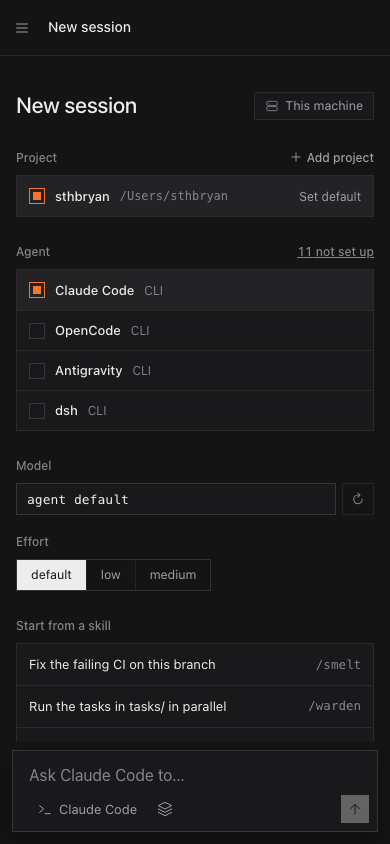 New session
New session This machine
Project + Add project
sthbryan /Users/sthbryan Set default
Agent 11 not set up
Claude Code CLI
OpenCode CLI
Antigravity CLI
dsh CLI
Model
agent default
Effort
default low medium
Start from a skill
Fix the failing CI on this branch /smelt
Run the tasks in tasks/ in parallel /warden
Ask Claude Code to...
Claude Code